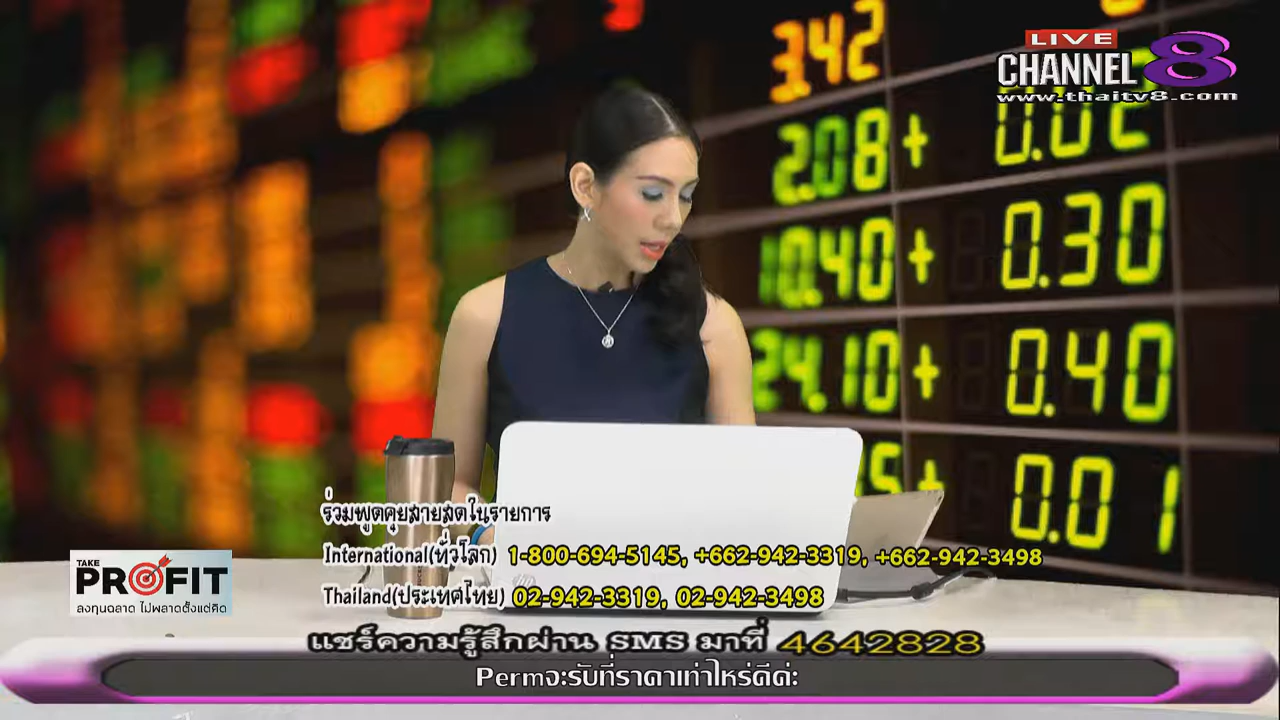 3.42
LIVE
CHANNEL 8
www.thaitv8.com
2.08 + 0.02
10.40 + 0.30
24.10 + 0.40
+ 0.01
ร่วมพูดคุยสายสดในรายการ
International(ทั่วโลก) 1-800-694-5145, +662-942-3319, +662-942-3498
Thailand(ประเทศไทย) 02-942-3319, 02-942-3498
TAKE
PROFIT
ลงทุนฉลาด ไม่พลาดตั้งแต่คิด
hp
แชร์ความรู้สึกผ่าน SMS มาที่ 4642828
Permจะรับที่ราคาเท่าไหร่ดีค่ะ